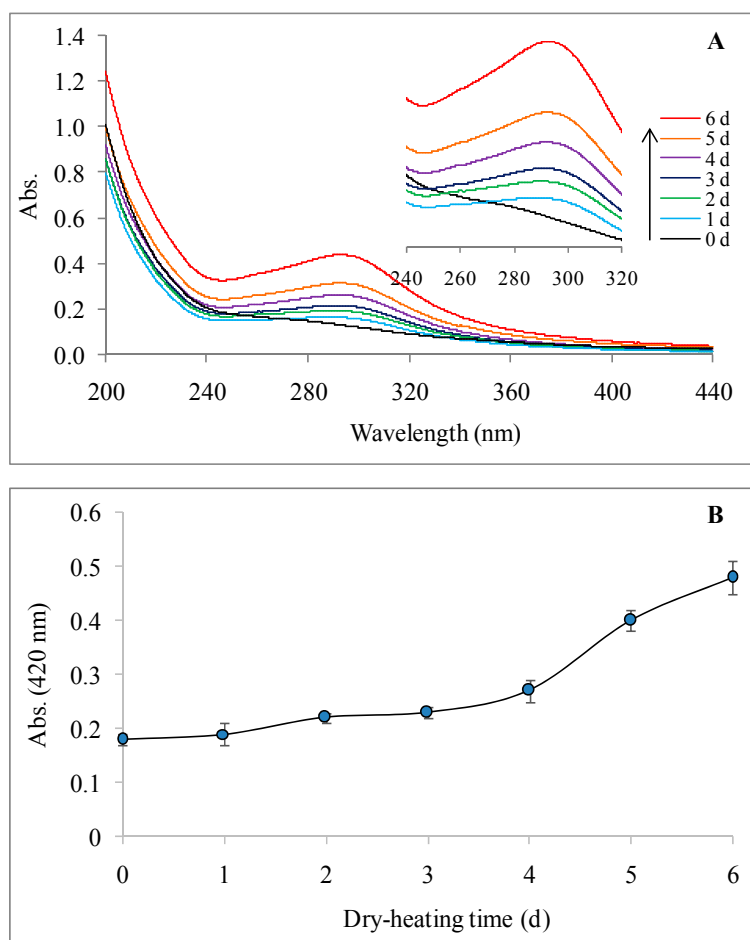 A
1.4
1.2
1.0
0.8
0.6
0.4
0.2
0.0
Abs.
200 240 280 320 360 400 440
Wavelength (nm)
240 260 280 300 320
6 d
5 d
4 d
3 d
2 d
1 d
0 d
B
0.6
0.5
0.4
0.3
0.2
0.1
0
Abs. (420 nm)
0 1 2 3 4 5 6
Dry-heating time (d)